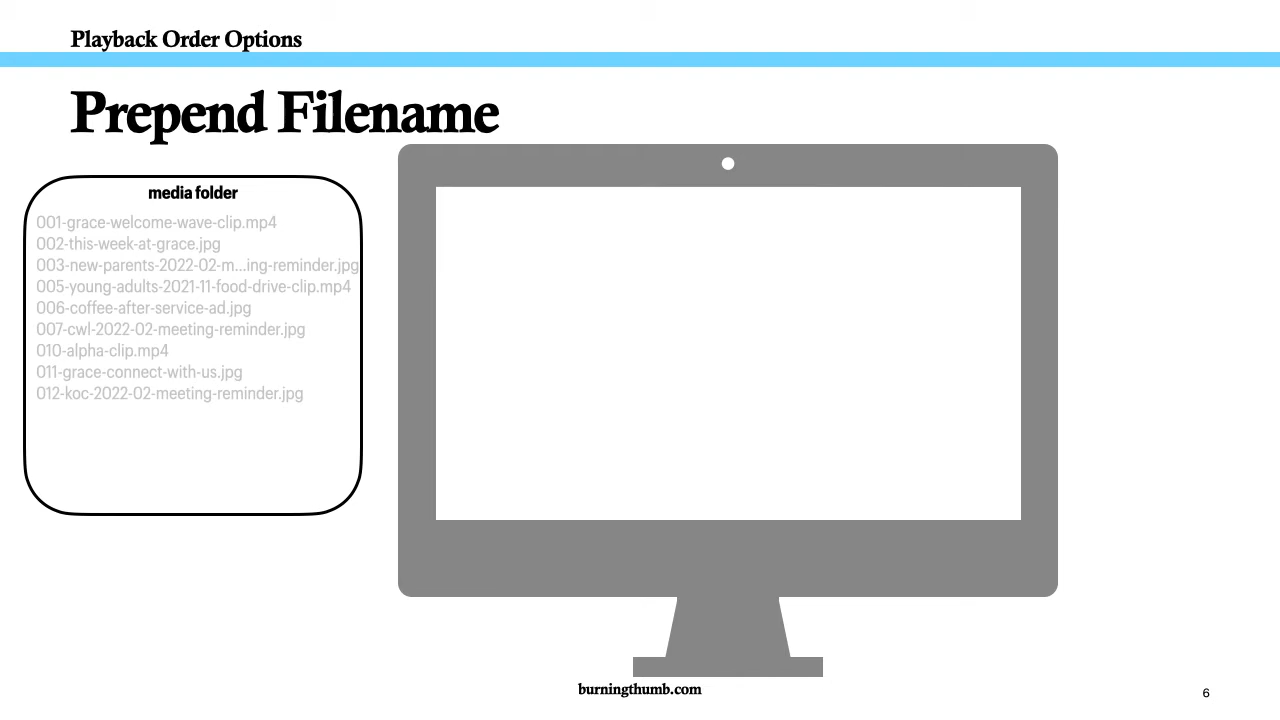 Playback Order Options
Prepend Filename
media folder
001-grace-welcome-wave-clip.mp4
002-this-week-at-grace.jpg
003-new-parents-2022-02-m...ing-reminder.jpg
005-young-adults-2021-11-food-drive-clip.mp4
006-coffee-after-service-ad.jpg
007-cwl-2022-02-meeting-reminder.jpg
010-alpha-clip.mp4
011-grace-connect-with-us.jpg
012-koc-2022-02-meeting-reminder.jpg
burningthumb.com
6